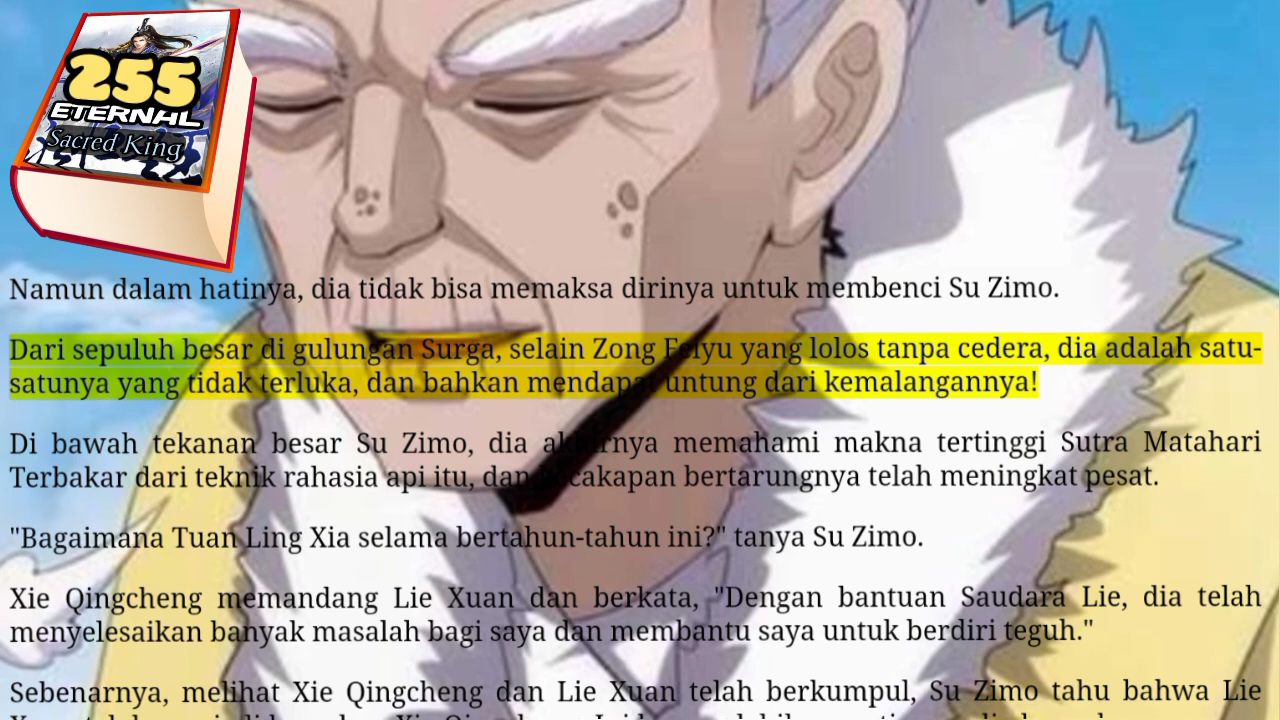 255
ETERNAL
Sacred King
Namun dalam hatinya, dia tidak bisa memaksa dirinya untuk membenci Su Zimo.
Dari sepuluh besar di gulungan Surga, selain Zong Feiyu yang lolos tanpa cedera, dia adalah satu-
satunya yang tidak terluka, dan bahkan mendapat untung dari kemalangannya!
Di bawah tekanan besar Su Zimo, dia akhirnya memahami makna tertinggi Sutra Matahari
Terbakar dari teknik rahasia api itu, dan kecakapan bertarungnya telah meningkat pesat.
"Bagaimana Tuan Ling Xia selama bertahun-tahun ini?" tanya Su Zimo.
Xie Qingcheng memandang Lie Xuan dan berkata, "Dengan bantuan Saudara Lie, dia telah
menyelesaikan banyak masalah bagi saya dan membantu saya untuk berdiri teguh."
Sebenarnya, melihat Xie Qingcheng dan Lie Xuan telah berkumpul, Su Zimo tahu bahwa Lie